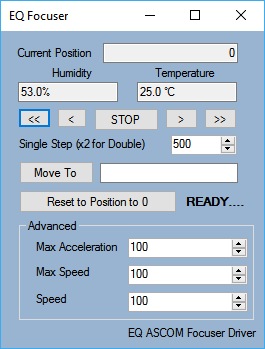 EQ Focuser
Current Position 0
Humidity Temperature
53.0% 25.0 °C
<< < STOP > >>
Single Step (x2 for Double) 500
Move To
Reset to Position to 0 READY....
Advanced
Max Acceleration 100
Max Speed 100
Speed 100
EQ ASCOM Focuser Driver